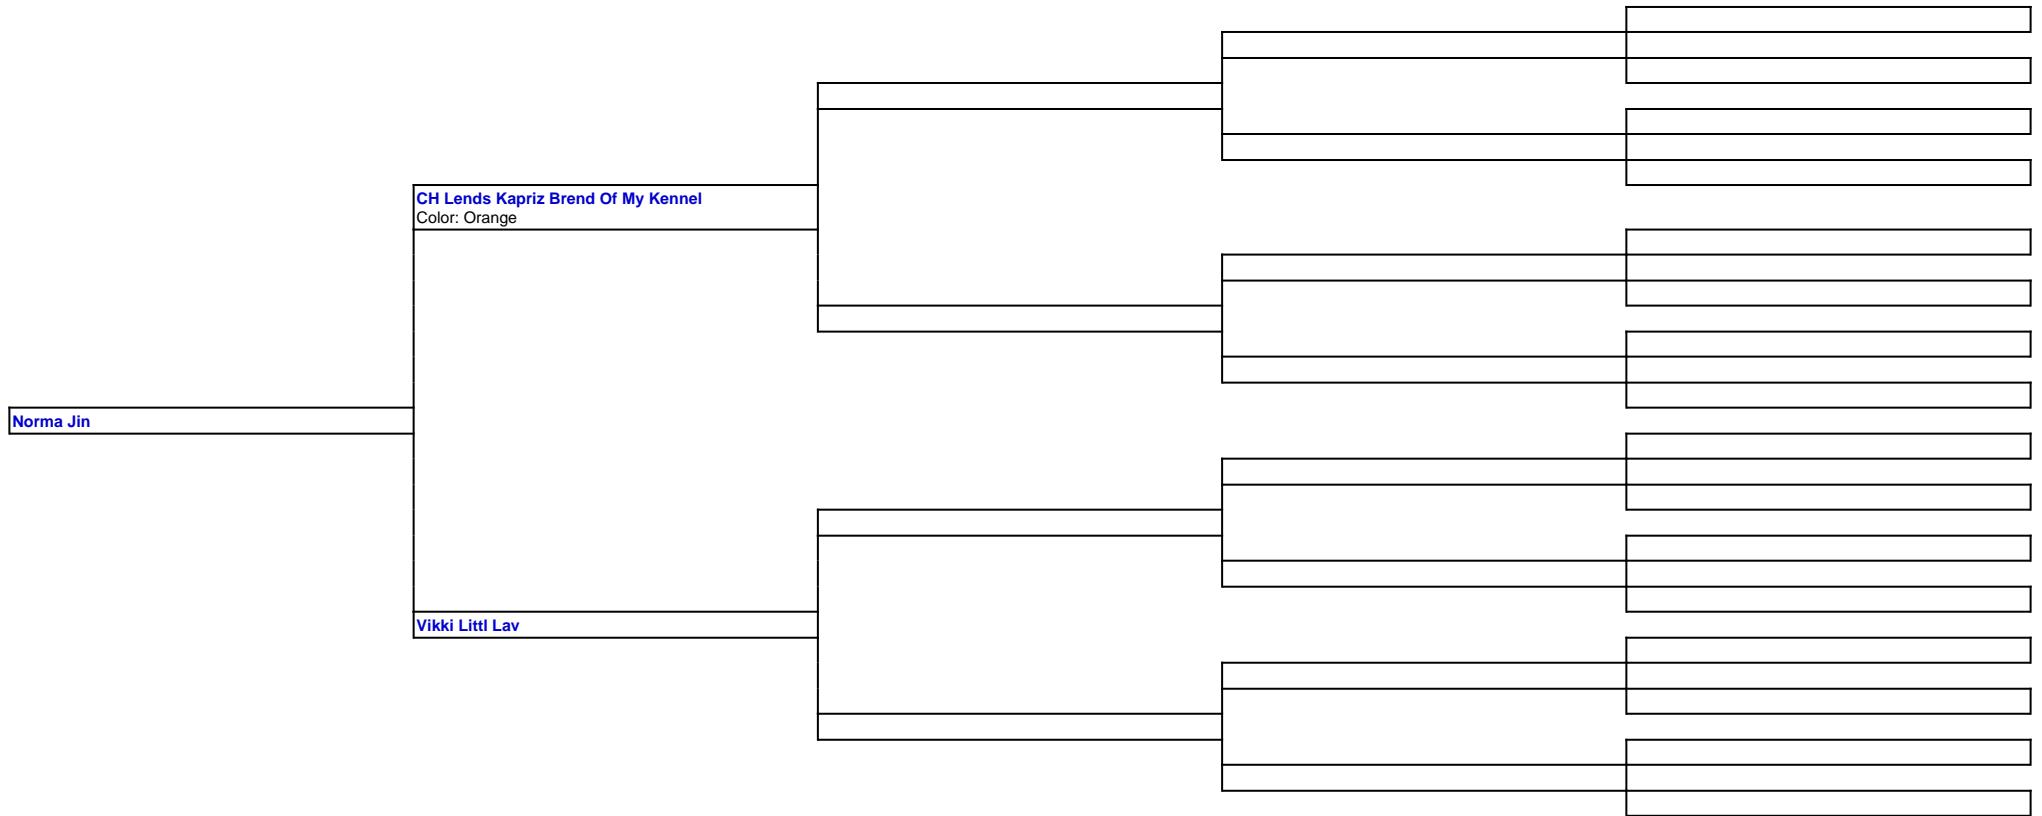 CH Lends Kapriz Brend Of My Kennel
Color: Orange
Norma Jin
Vikki Littl Lav